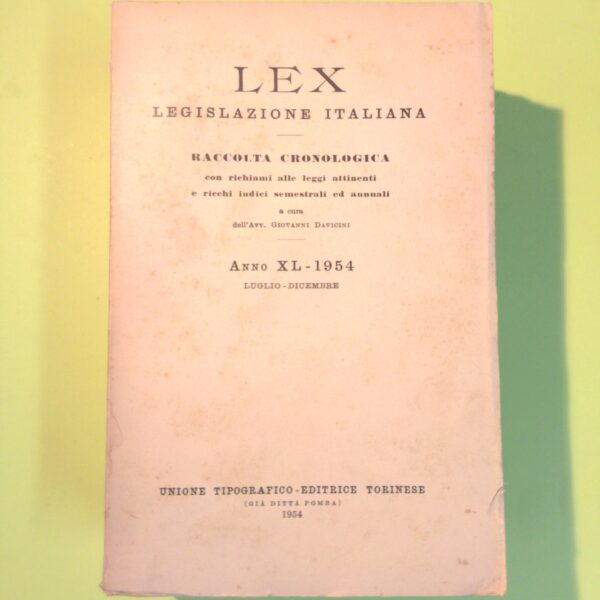 LEX
LEGISLAZIONE ITALIANA
RACCOLTA CRONOLOGICA
con richiami alle leggi attinenti
e ricchi indici semestrali ed annuali
a cura
dell'Avv. Giovanni Davicini
Anno XL - 1954
LUGLIO - DICEMBRE
UNIONE TIPOGRAFICO - EDITRICE TORINESE
(GIÀ DITTA POMBA)
1954